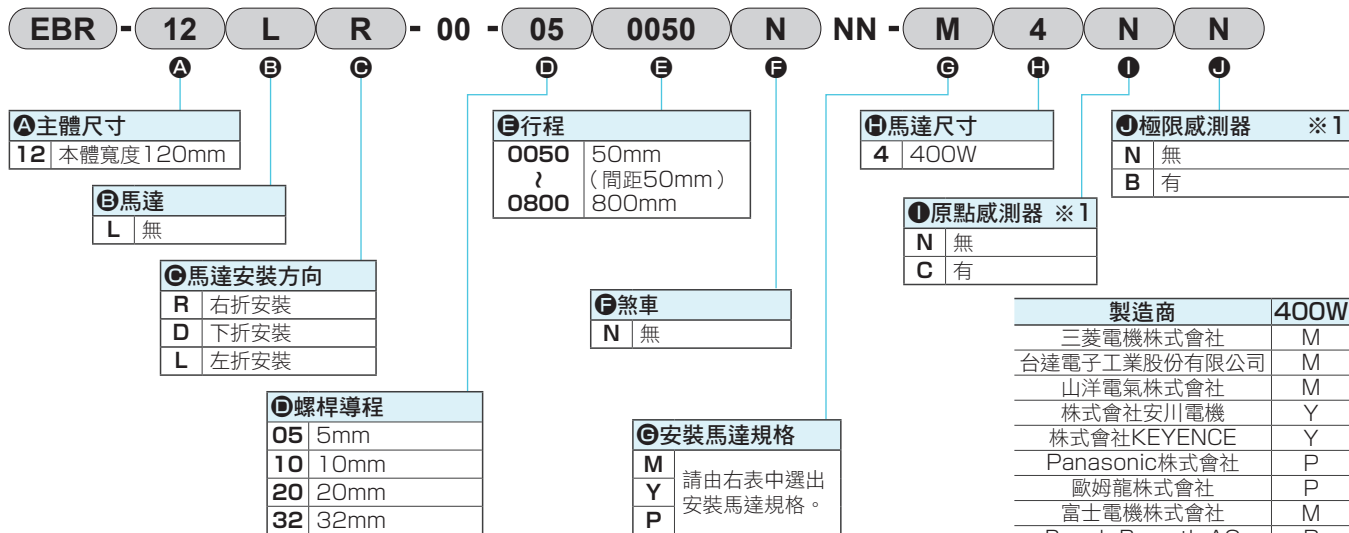 EBR - 12 L R - 00 - 05 0050 N NN - M 4 N N
A B C D E F G H I J
A主體尺寸
12 本體寬度120mm
B馬達
L 無
C馬達安裝方向
R 右折安裝
D 下折安裝
L 左折安裝
D螺桿導程
05 5mm
10 10mm
20 20mm
32 32mm
E行程
0050 50mm
~ (間距50mm)
0800 800mm
F煞車
N 無
G安裝馬達規格
M
Y
P
請由右表中選出
安裝馬達規格。
H馬達尺寸
4 400W
I原點感測器 ※1
N 無
C 有
J極限感測器 ※1
N 無
B 有
製造商 400W
三菱電機株式會社 M
台達電子工業股份有限公司 M
山洋電氣株式會社 M
株式會社安川電機 Y
株式會社KEYENCE Y
Panasonic株式會社 P
歐姆龍株式會社 P
富士電機株式會社 M